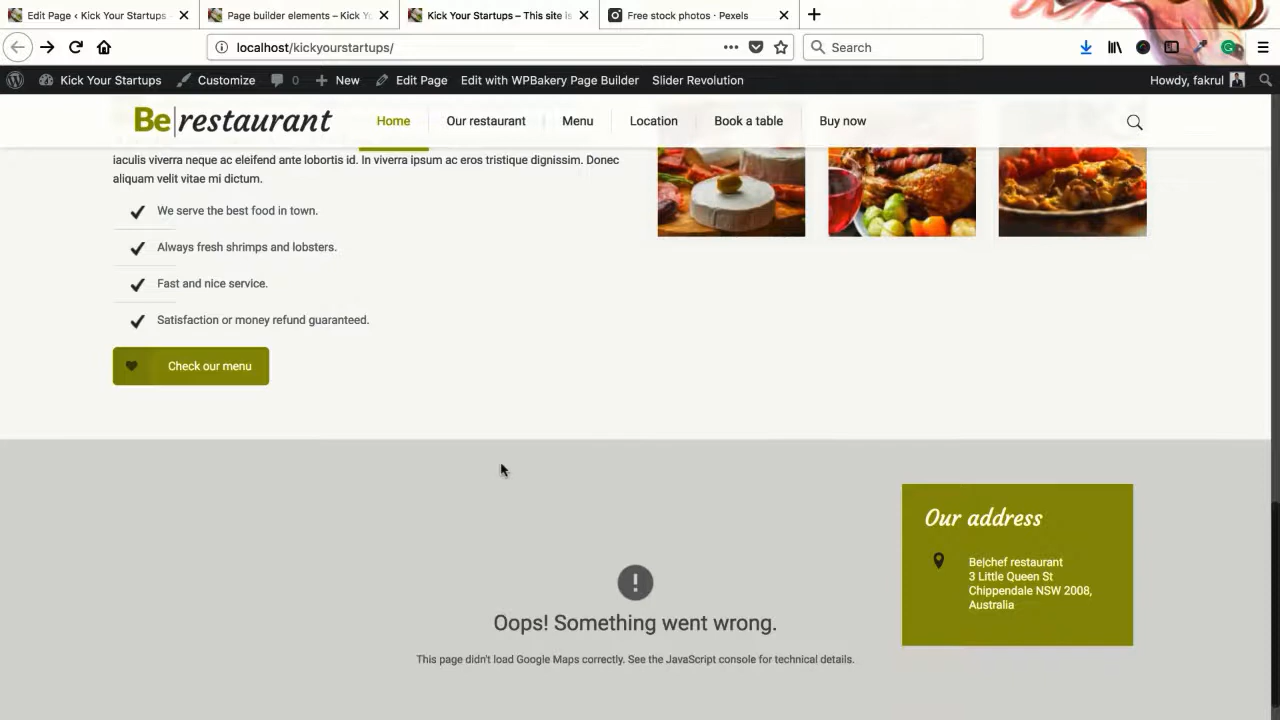 Edit Page ‹ Kick Your Startups -
Page builder elements – Kick Y
Kick Your Startups – This site is
Free stock photos · Pexels
localhost/kickyourstartups/
Search
Kick Your Startups
Customize
0
New
Edit Page
Edit with WPBakery Page Builder
Slider Revolution
Howdy, fakrul
Be|restaurant
Home
Our restaurant
Menu
Location
Book a table
Buy now
iaculis viverra neque ac eleifend ante lobortis id. In viverra ipsum ac eros tristique dignissim. Donec
aliquam velit vitae mi dictum.
We serve the best food in town.
Always fresh shrimps and lobsters.
Fast and nice service.
Satisfaction or money refund guaranteed.
Check our menu
Our address
Be|chef restaurant
3 Little Queen St
Chippendale NSW 2008,
Australia
Oops! Something went wrong.
This page didn't load Google Maps correctly. See the JavaScript console for technical details.